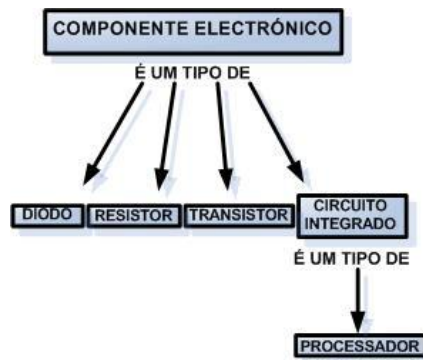 COMPONENTE ELECTRÓNICO
É UM TIPO DE
DIODO
RESISTOR
TRANSISTOR
CIRCUITO
INTEGRADO
É UM TIPO DE
PROCESSADOR